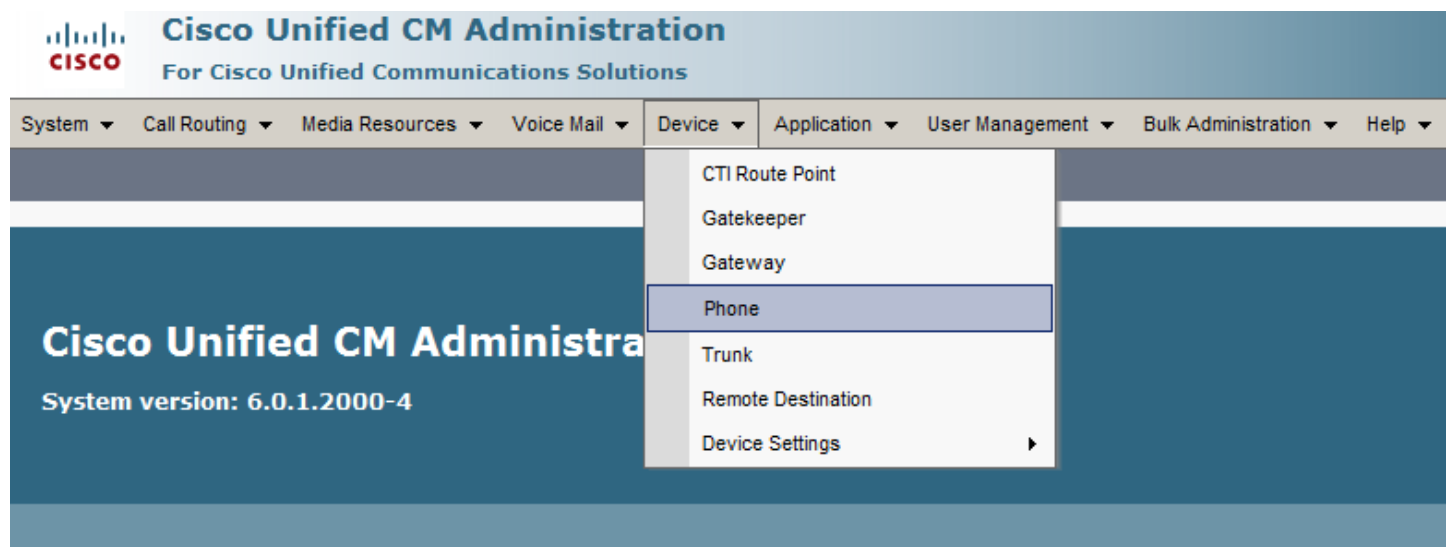 CISCO
Cisco Unified CM Administration
For Cisco Unified Communications Solutions
System Call Routing Media Resources Voice Mail Device Application User Management Bulk Administration Help
CTI Route Point
Gatekeeper
Gateway
Phone
Trunk
Remote Destination
Device Settings
Cisco Unified CM Administra
System version: 6.0.1.2000-4